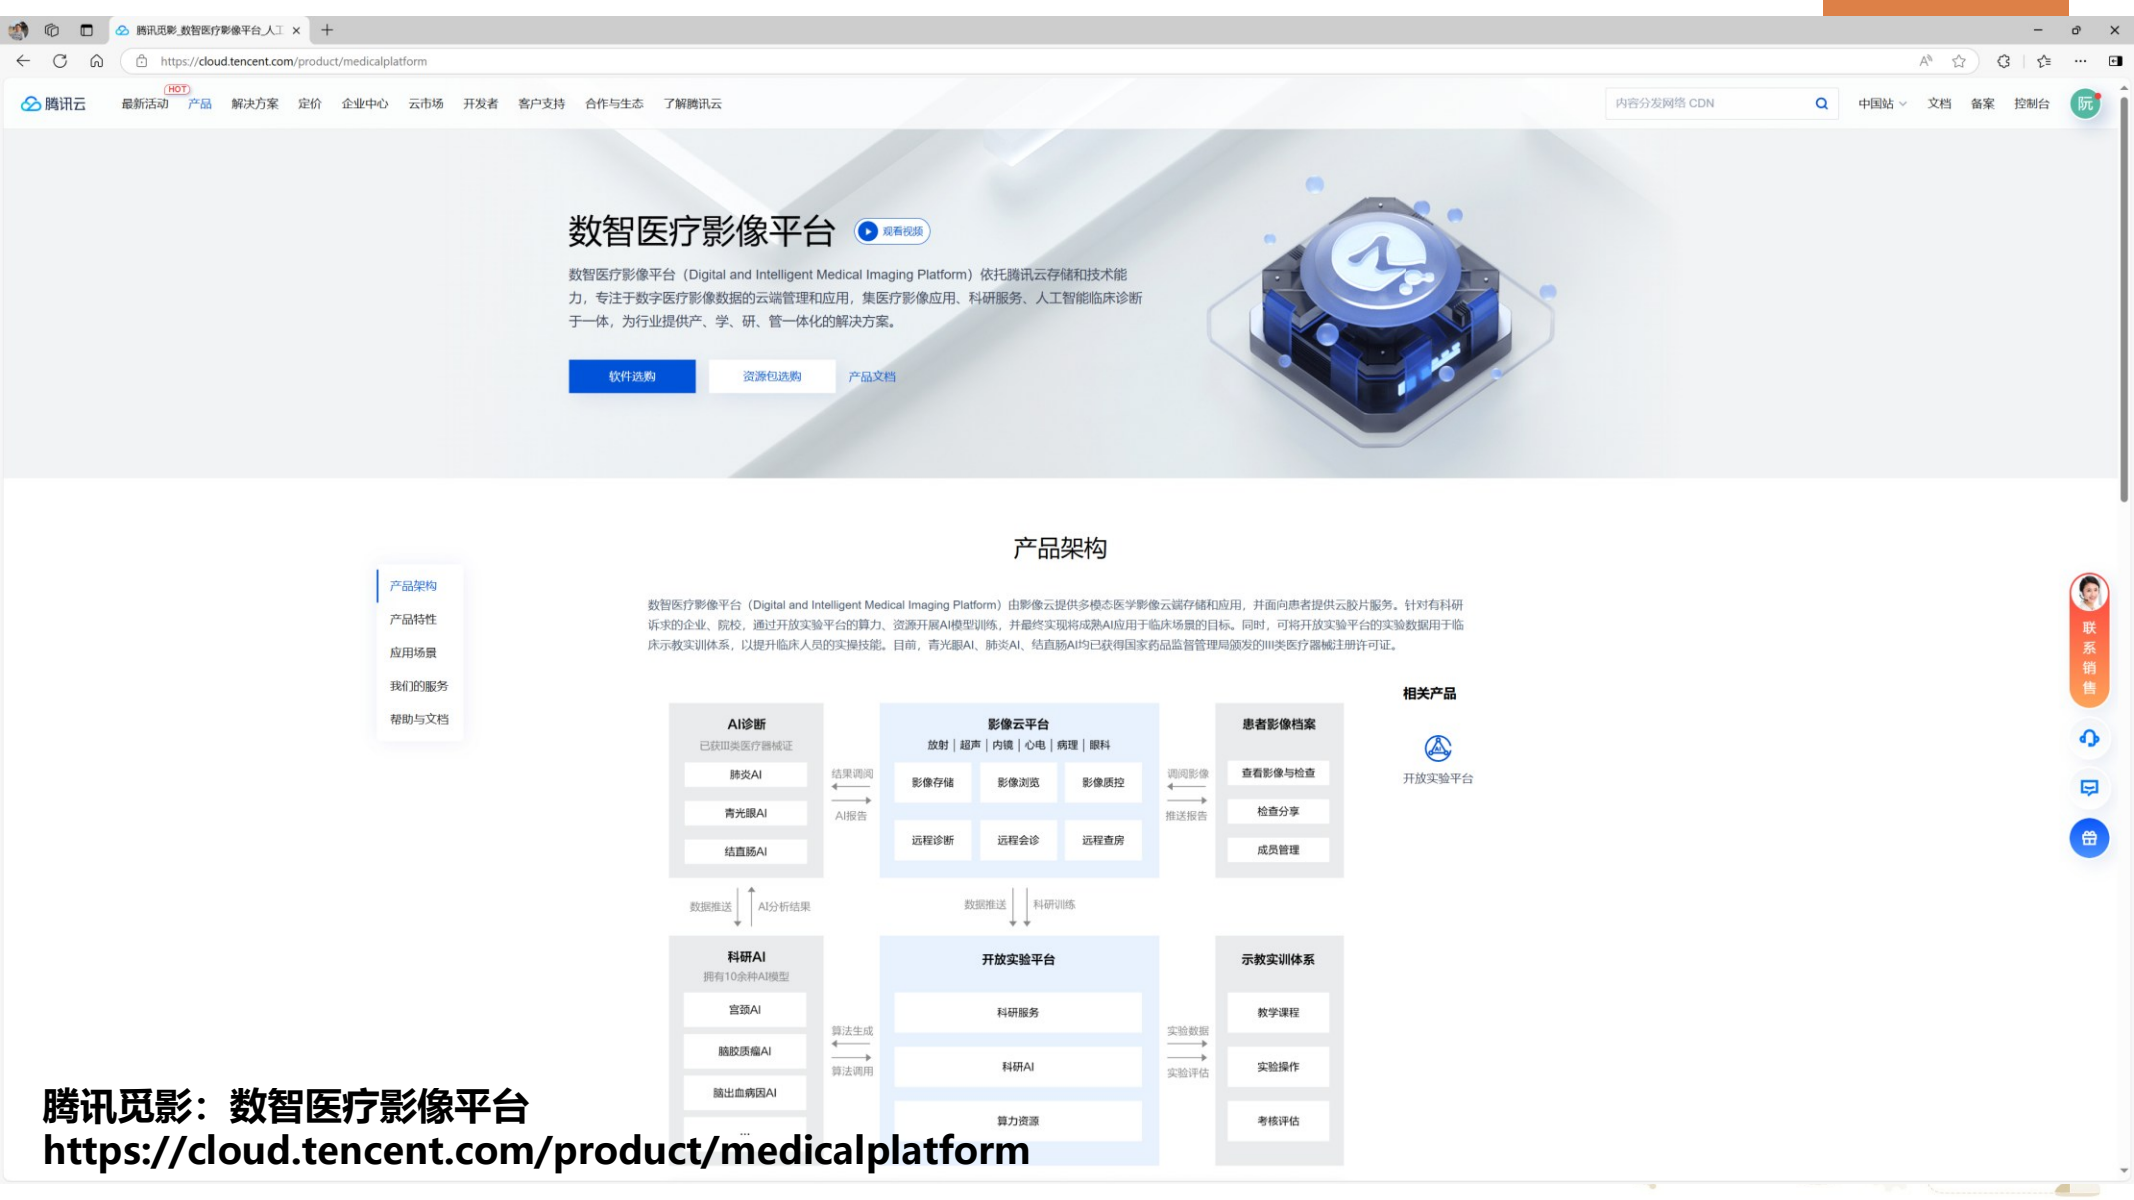 腾讯觅影_数智医疗影像平台_人工
https://cloud.tencent.com/product/medicalplatform
腾讯云
最新活动
HOT
产品
解决方案
定价
企业中心
云市场
开发者
客户支持
合作与生态
了解腾讯云
内容分发网络 CDN
中国站
文档
备案
控制台
阮
数智医疗影像平台
观看视频
数智医疗影像平台（Digital and Intelligent Medical Imaging Platform）依托腾讯云存储和技术能
力，专注于数字医疗影像数据的云端管理和应用，集医疗影像应用、科研服务、人工智能临床诊断
于一体，为行业提供产、学、研、管一体化的解决方案。
软件选购
资源包选购
产品文档
产品架构
产品架构
产品特性
应用场景
我们的服务
帮助与文档
数智医疗影像平台（Digital and Intelligent Medical Imaging Platform）由影像云提供多模态医学影像云端存储和应用，并面向患者提供云胶片服务。针对有科研
诉求的企业、院校，通过开放实验平台的算力、资源开展AI模型训练，并最终实现将成熟AI应用于临床场景的目标。同时，可将开放实验平台的实验数据用于临
床示教实训体系，以提升临床人员的实操技能。目前，青光眼AI、肺炎AI、结直肠AI均已获得国家药品监督管理局颁发的III类医疗器械注册许可证。
AI诊断
已获III类医疗器械证
肺炎AI
青光眼AI
结直肠AI
结果调阅
AI报告
影像云平台
放射｜超声｜内镜｜心电｜病理｜眼科
影像存储
影像浏览
影像质控
远程诊断
远程会诊
远程查房
调阅影像
推送报告
患者影像档案
查看影像与检查
检查分享
成员管理
相关产品
开放实验平台
数据推送
AI分析结果
数据推送
科研训练
科研AI
拥有10余种AI模型
宫颈AI
脑胶质瘤AI
脑出血病因AI
...
算法生成
算法调用
开放实验平台
科研服务
科研AI
算力资源
实验数据
实验评估
示教实训体系
教学课程
实验操作
考核评估
联
系
销
售
腾讯觅影：数智医疗影像平台
https://cloud.tencent.com/product/medicalplatform